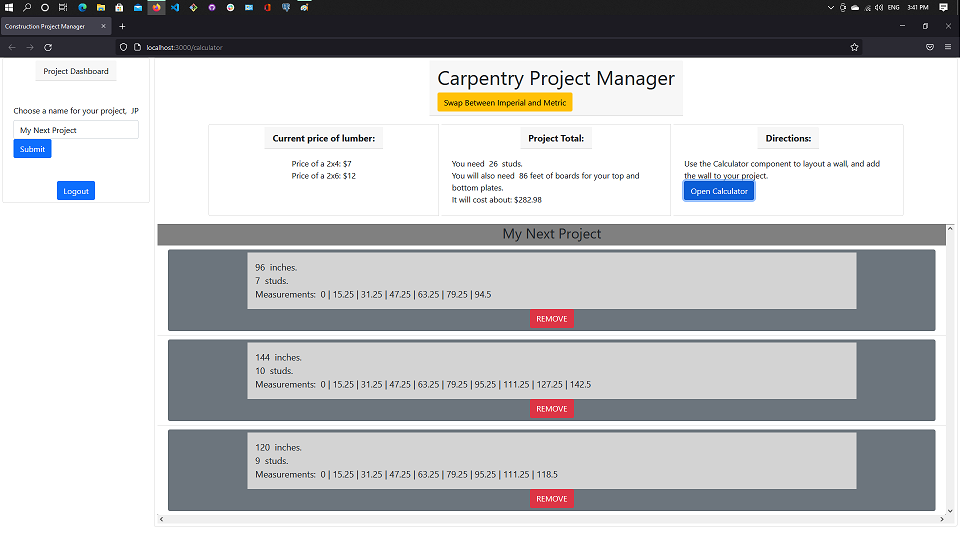 ENG
3:41 PM
Construction Project Manager
localhost:3000/calculator
Project Dashboard
Choose a name for your project, JP
My Next Project
Submit
Logout
Carpentry Project Manager
Swap Between Imperial and Metric
Current price of lumber:
Price of a 2x4: $7
Price of a 2x6: $12
Project Total:
You need 26 studs.
You will also need 86 feet of boards for your top and
bottom plates.
It will cost about: $282.98
Directions:
Use the Calculator component to layout a wall, and add
the wall to your project.
Open Calculator
My Next Project
96 inches.
7 studs.
Measurements: 0 | 15.25 | 31.25 | 47.25 | 63.25 | 79.25 | 94.5
REMOVE
144 inches.
10 studs.
Measurements: 0 | 15.25 | 31.25 | 47.25 | 63.25 | 79.25 | 95.25 | 111.25 | 127.25 | 142.5
REMOVE
120 inches.
9 studs.
Measurements: 0 | 15.25 | 31.25 | 47.25 | 63.25 | 79.25 | 95.25 | 111.25 | 118.5
REMOVE